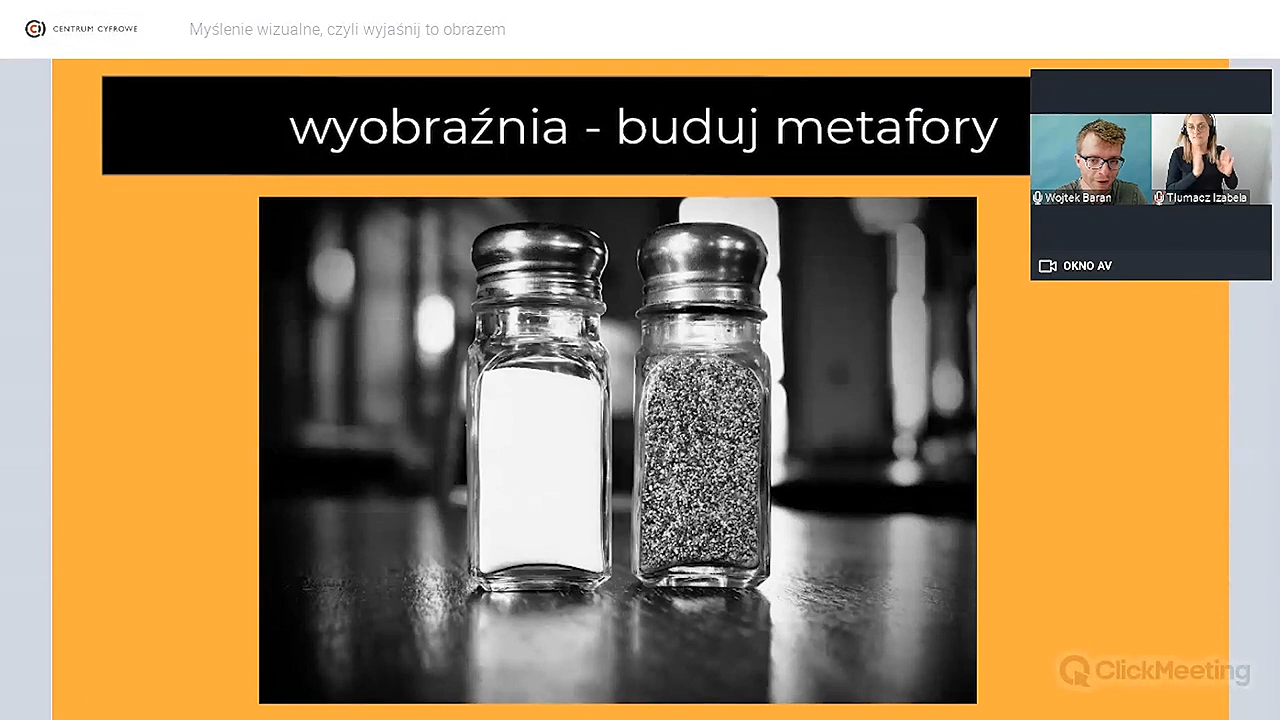 CENTRUM CYFROWE
Myślenie wizualne, czyli wyjaśnij to obrazem
wyobraźnia - buduj metafory
Wojtek Baran
Tłumacz Izabela
OKNO AV
ClickMeeting